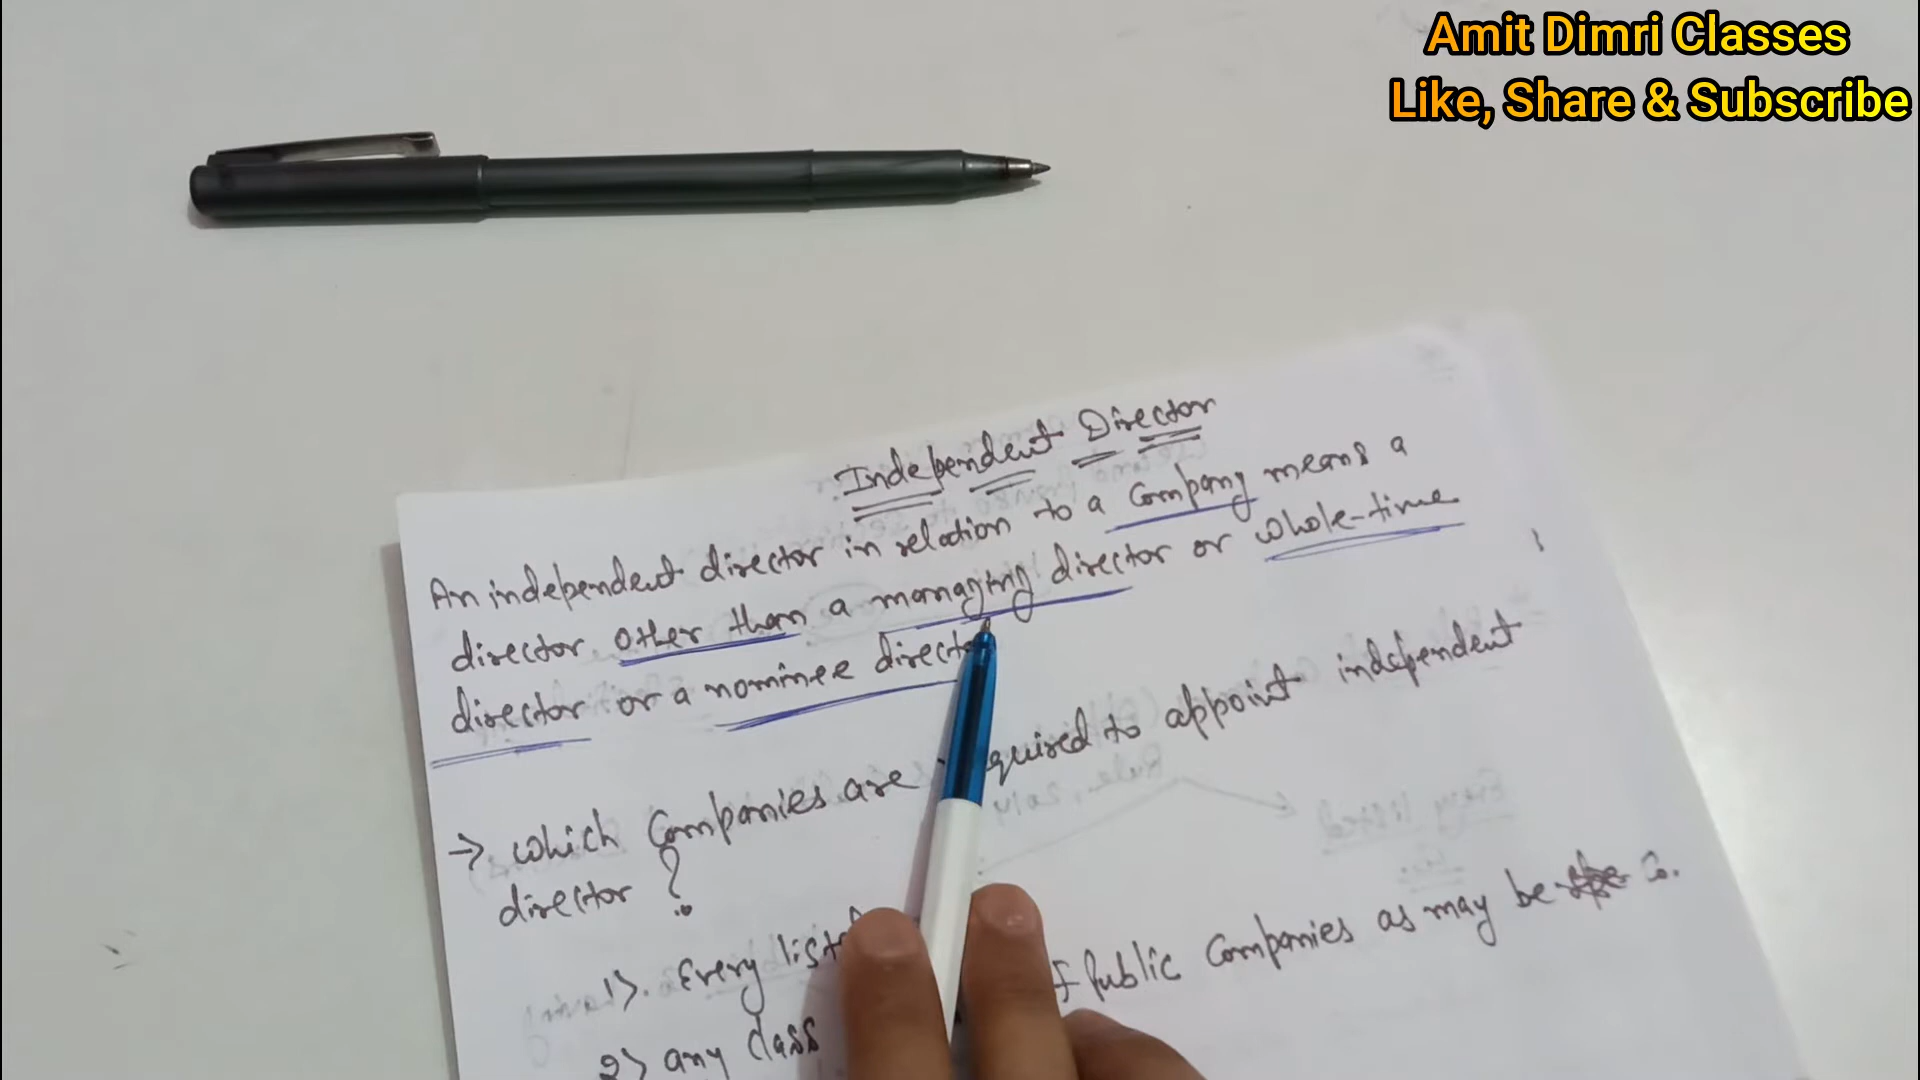 Amit Dimri Classes
Like, Share & Subscribe
Independent Director
An independent director in relation to a company means a
director other than a managing director or whole-time
director or a nominee director
→ which Companies are required to appoint independent
director ?
1). Every
2) any class public Companies as may be Co.